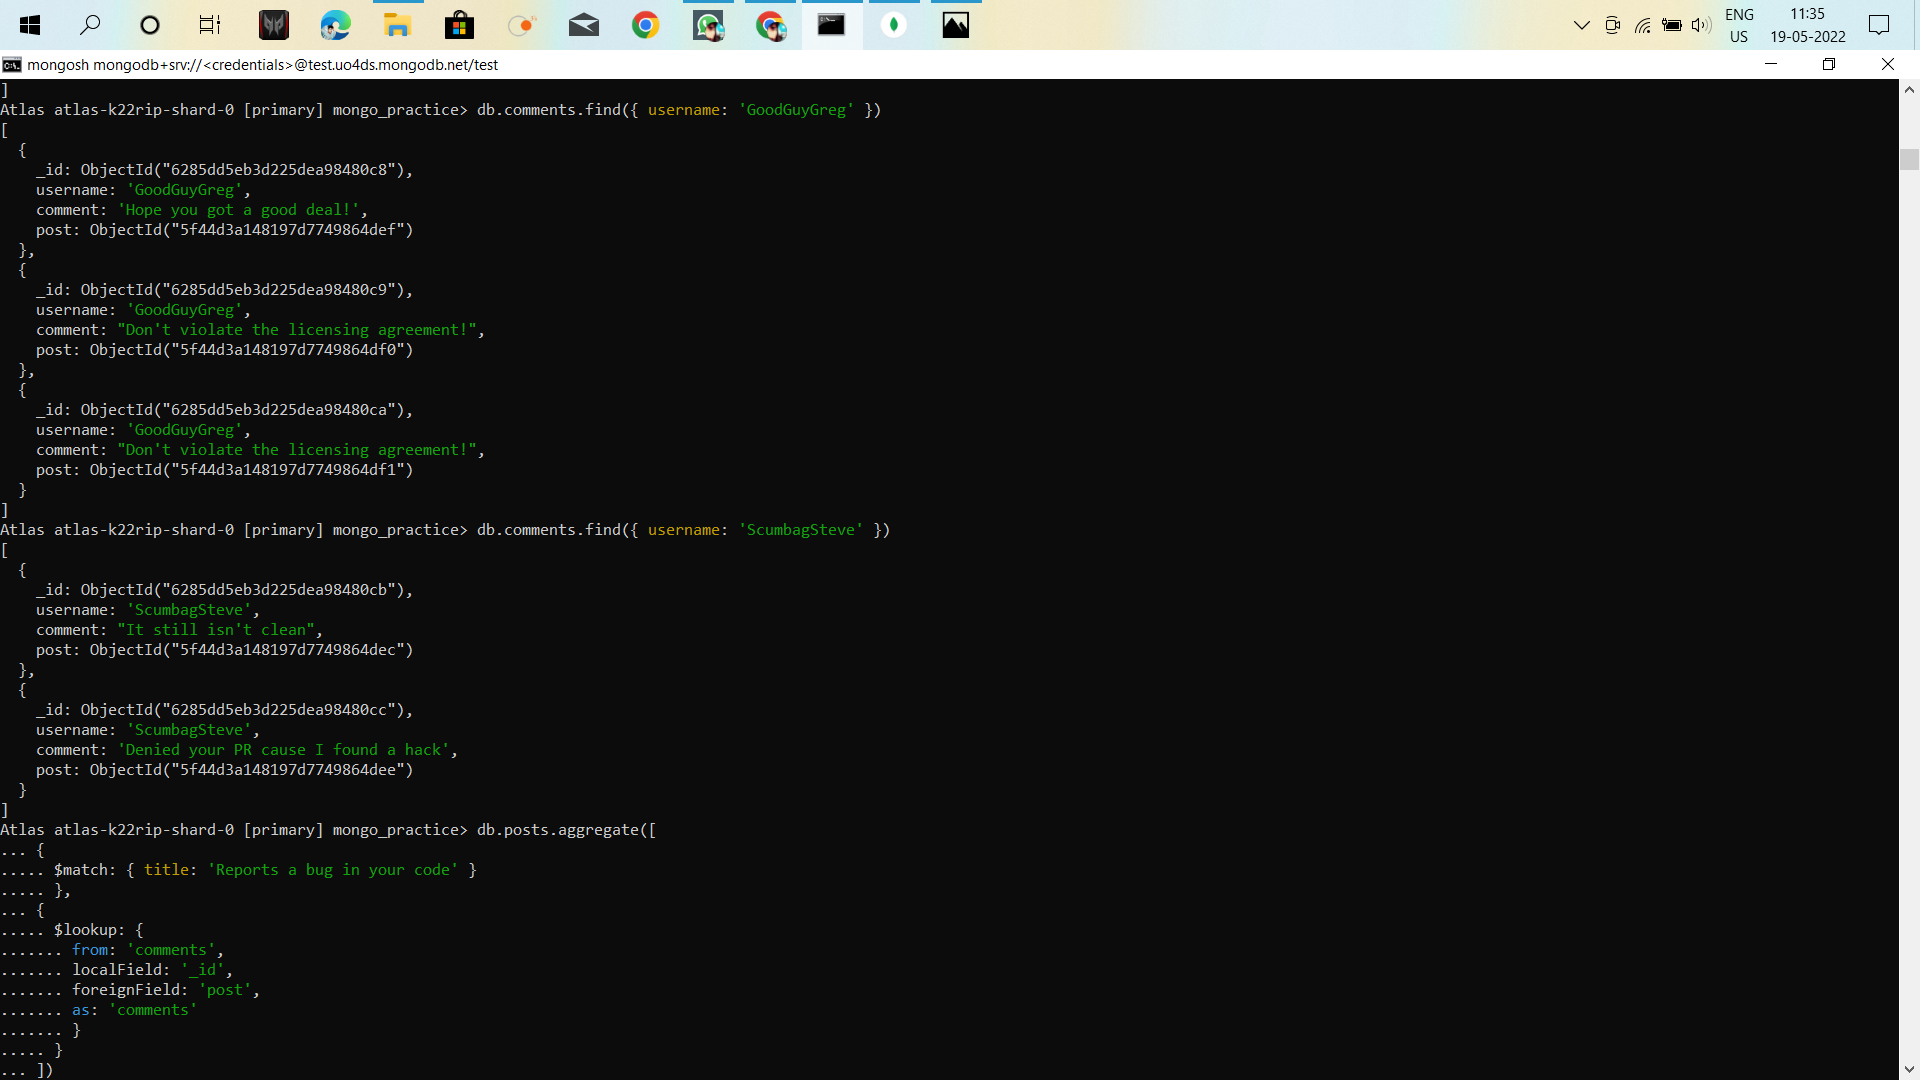 ENG
US
11:35
19-05-2022
mongosh mongodb+srv://<credentials>@test.uo4ds.mongodb.net/test
]
Atlas atlas-k22rip-shard-0 [primary] mongo_practice> db.comments.find({ username: 'GoodGuyGreg' })
[
  {
    _id: ObjectId("6285dd5eb3d225dea98480c8"),
    username: 'GoodGuyGreg',
    comment: 'Hope you got a good deal!',
    post: ObjectId("5f44d3a148197d7749864def")
  },
  {
    _id: ObjectId("6285dd5eb3d225dea98480c9"),
    username: 'GoodGuyGreg',
    comment: "Don't violate the licensing agreement!",
    post: ObjectId("5f44d3a148197d7749864df0")
  },
  {
    _id: ObjectId("6285dd5eb3d225dea98480ca"),
    username: 'GoodGuyGreg',
    comment: "Don't violate the licensing agreement!",
    post: ObjectId("5f44d3a148197d7749864df1")
  }
]
Atlas atlas-k22rip-shard-0 [primary] mongo_practice> db.comments.find({ username: 'ScumbagSteve' })
[
  {
    _id: ObjectId("6285dd5eb3d225dea98480cb"),
    username: 'ScumbagSteve',
    comment: "It still isn't clean",
    post: ObjectId("5f44d3a148197d7749864dec")
  },
  {
    _id: ObjectId("6285dd5eb3d225dea98480cc"),
    username: 'ScumbagSteve',
    comment: 'Denied your PR cause I found a hack',
    post: ObjectId("5f44d3a148197d7749864dee")
  }
]
Atlas atlas-k22rip-shard-0 [primary] mongo_practice> db.posts.aggregate([
... {
..... $match: { title: 'Reports a bug in your code' }
..... },
... {
..... $lookup: {
....... from: 'comments',
....... localField: '_id',
....... foreignField: 'post',
....... as: 'comments'
....... }
..... }
... ])